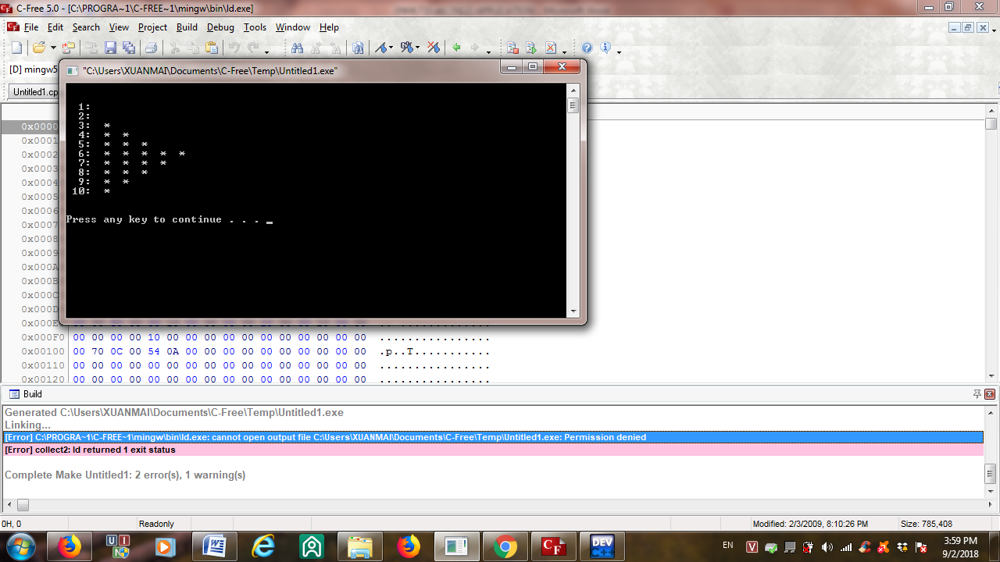 C-Free 5.0 - [C:\PROGRA~1\C-FREE~1\mingw\bin\ld.exe]
File Edit Search View Project Build Debug Tools Window Help
[D] mingw5
"C:\Users\XUANMAI\Documents\C-Free\Temp\Untitled1.exe"
Untitled1.cp
1:
2:
3: *
4: * *
5: * * *
6: * * * * *
7: * * * *
8: * * *
9: * *
10: *
Press any key to continue . . . _
0x0000
0x0001
0x0002
0x0003
0x0004
0x0005
0x0006
0x0007
0x0008
0x0009
0x000A
0x000B
0x000C
0x000D
0x000E
0x000F0 00 00 00 00 10 00 00 00 00 00 00 00 00 00 00 00 ................
0x00100 00 70 0C 00 54 0A 00 00 00 00 00 00 00 00 00 00 .p..T...........
0x00110 00 00 00 00 00 00 00 00 00 00 00 00 00 00 00 00 ................
0x00120 00 00 00 00 00 00 00 00 00 00 00 00 00 00 00 00 ................
Build
Generated C:\Users\XUANMAI\Documents\C-Free\Temp\Untitled1.exe
Linking...
[Error] C:\PROGRA~1\C-FREE~1\mingw\bin\ld.exe: cannot open output file C:\Users\XUANMAI\Documents\C-Free\Temp\Untitled1.exe: Permission denied
[Error] collect2: ld returned 1 exit status
Complete Make Untitled1: 2 error(s), 1 warning(s)
0H, 0 Readonly Modified: 2/3/2009, 8:10:26 PM Size: 785,408
EN 3:59 PM
9/2/2018